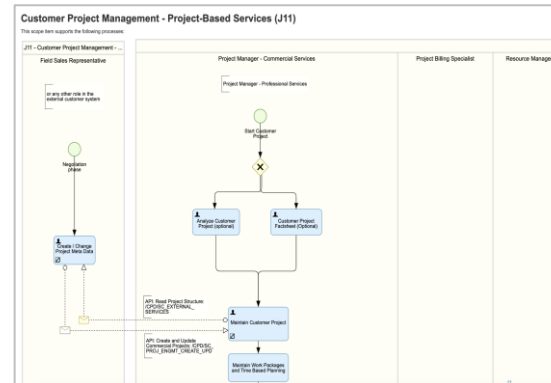 Customer Project Management - Project-Based Services (J11)
This scope item supports the following processes:
J11 - Customer Project Management - ...
Field Sales Representative
Project Manager - Commercial Services
Project Billing Specialist
Resource Manage
or any other role in the
external customer system
Project Manager - Professional Services
Start Customer
Project
Negotiation
phase
X
Analyze Customer
Project (optional)
Customer Project
Factsheet (Optional)
Create / Change
Project Meta Data
API: Read Project Structure:
/CPD/SC_EXTERNAL_
SERVICES
Maintain Customer Project
API: Create and Update
Commercial Projects: /CPD/SC_
PROJ_ENGMT_CREATE_UPD_
Maintain Work Packages
and Time Based Planning